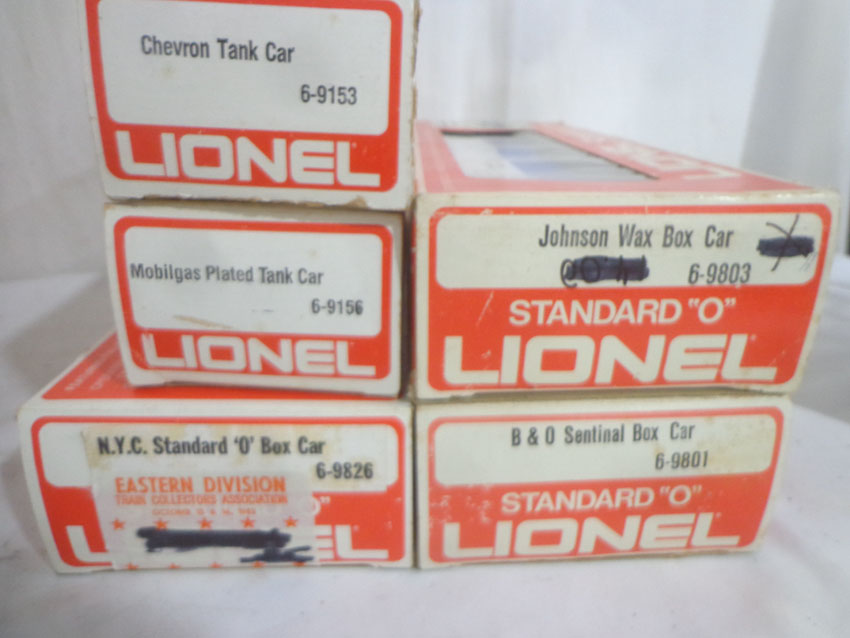 Chevron Tank Car
6-9153
LIONEL
Mobilgas Plated Tank Car
6-9156
LIONEL
Johnson Wax Box Car
6-9803
STANDARD "O"
LIONEL
N.Y.C. Standard 'O' Box Car
6-9826
EASTERN DIVISION
TRAIN COLLECTORS ASSOCIATION
OCTOBER
L EL
B & O Sentinal Box Car
6-9801
STANDARD "O"
LIONEL